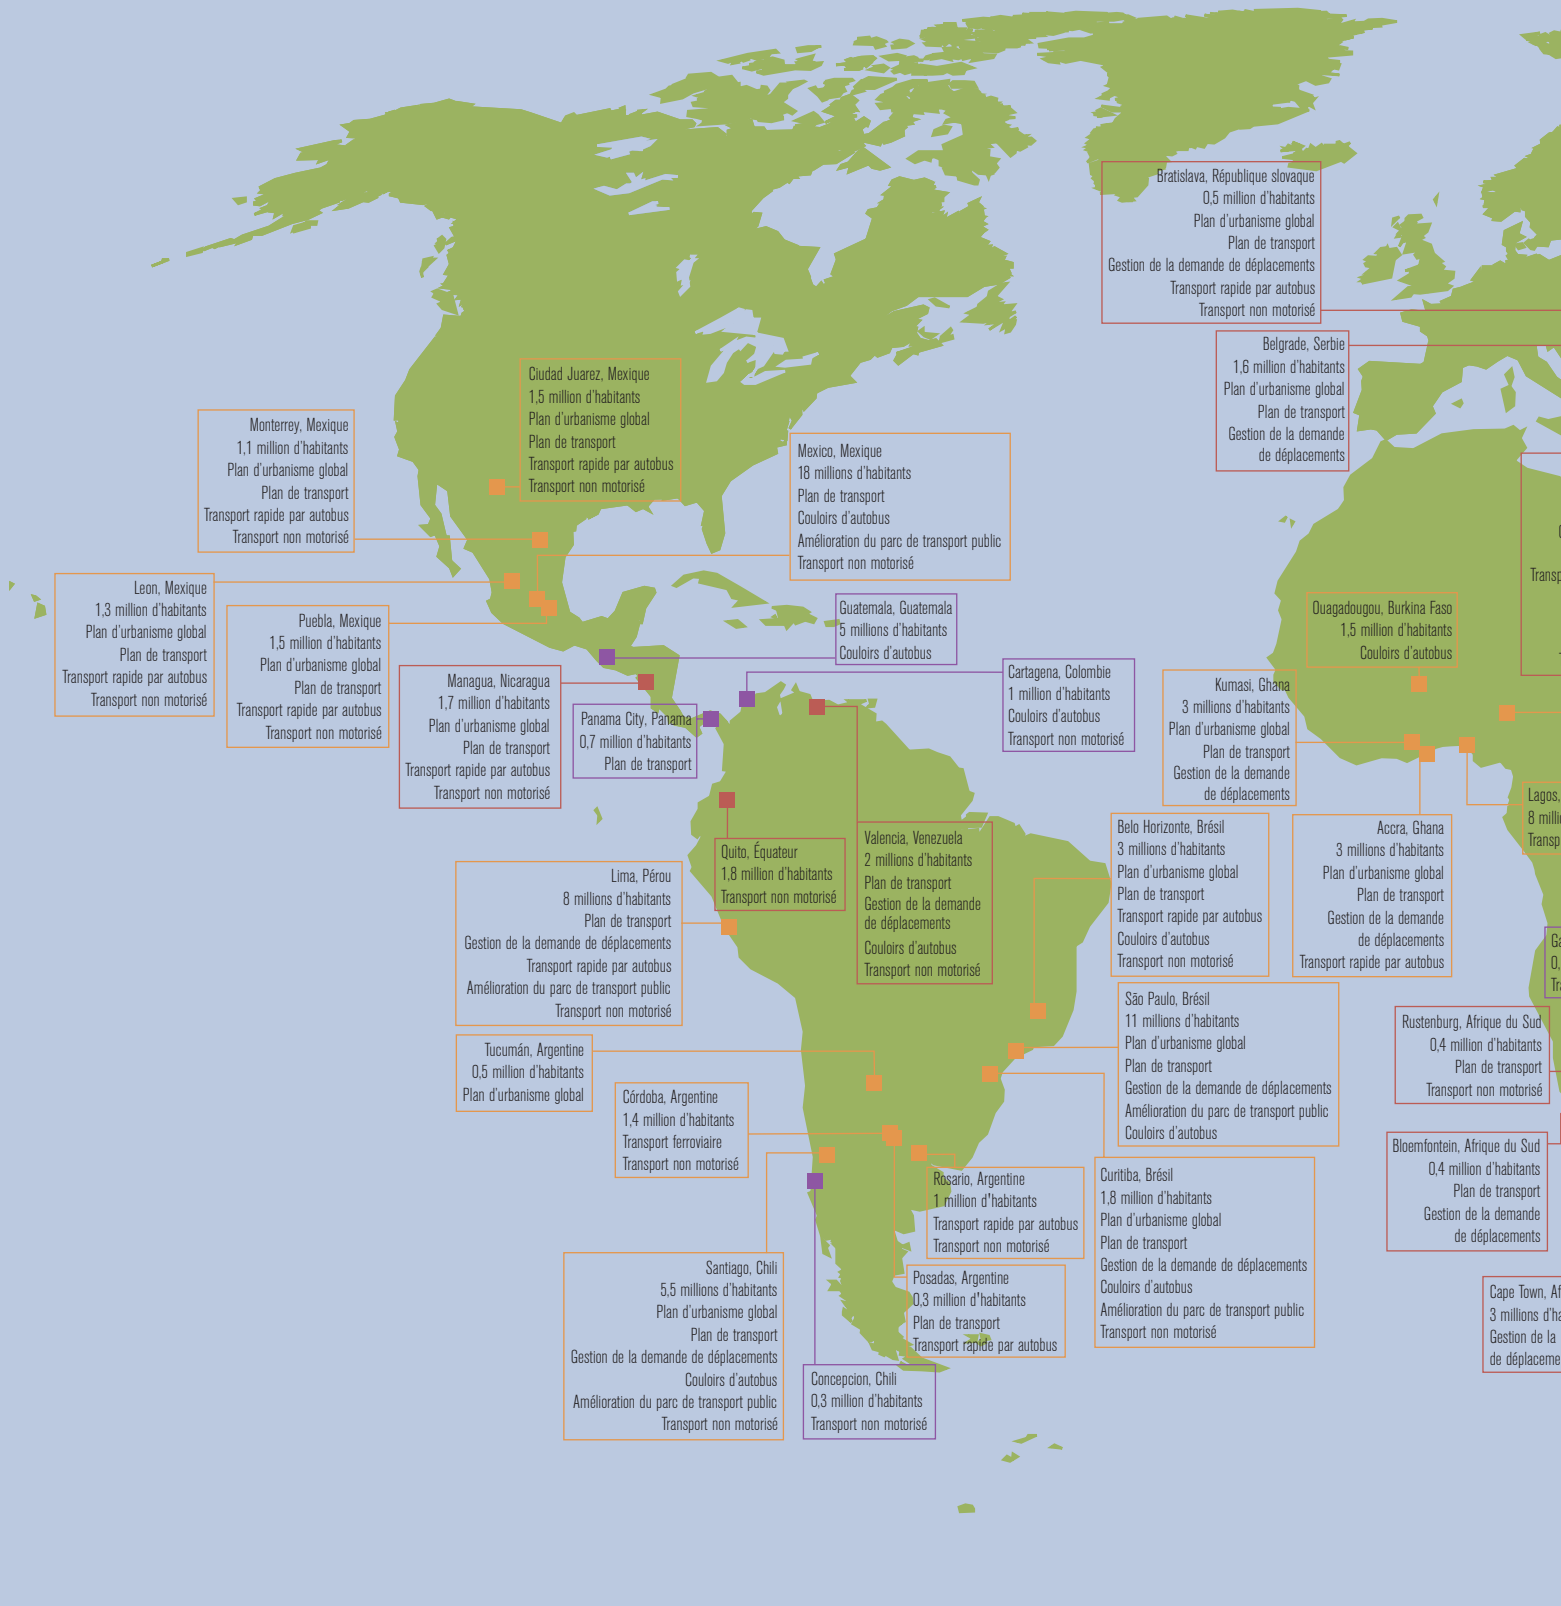 Bratislava, République slovaque
0,5 million d'habitants
Plan d'urbanisme global
Plan de transport
Gestion de la demande de déplacements
Transport rapide par autobus
Transport non motorisé
Belgrade, Serbie
1,6 million d'habitants
Plan d'urbanisme global
Plan de transport
Gestion de la demande
de déplacements
Ciudad Juarez, Mexique
1,5 million d'habitants
Plan d'urbanisme global
Plan de transport
Transport rapide par autobus
Transport non motorisé
Monterrey, Mexique
1,1 million d'habitants
Plan d'urbanisme global
Plan de transport
Transport rapide par autobus
Transport non motorisé
Mexico, Mexique
18 millions d'habitants
Plan de transport
Couloirs d'autobus
Amélioration du parc de transport public
Transport non motorisé
Transp
Leon, Mexique
1,3 million d'habitants
Plan d'urbanisme global
Plan de transport
Transport rapide par autobus
Transport non motorisé
Puebla, Mexique
1,5 million d'habitants
Plan d'urbanisme global
Plan de transport
Transport rapide par autobus
Transport non motorisé
Guatemala, Guatemala
5 millions d'habitants
Couloirs d'autobus
Ouagadougou, Burkina Faso
1,5 million d'habitants
Couloirs d'autobus
Managua, Nicaragua
1,7 million d'habitants
Plan d'urbanisme global
Plan de transport
Transport rapide par autobus
Transport non motorisé
Panama City, Panama
0,7 million d'habitants
Plan de transport
Cartagena, Colombie
1 million d'habitants
Couloirs d'autobus
Transport non motorisé
Kumasi, Ghana
3 millions d'habitants
Plan d'urbanisme global
Plan de transport
Gestion de la demande
de déplacements
Lagos,
8 milli
Transp
Quito, Équateur
1,8 million d'habitants
Transport non motorisé
Valencia, Venezuela
2 millions d'habitants
Plan de transport
Gestion de la demande
de déplacements
Couloirs d'autobus
Transport non motorisé
Belo Horizonte, Brésil
3 millions d'habitants
Plan d'urbanisme global
Plan de transport
Transport rapide par autobus
Couloirs d'autobus
Transport non motorisé
Accra, Ghana
3 millions d'habitants
Plan d'urbanisme global
Plan de transport
Gestion de la demande
de déplacements
Transport rapide par autobus
Lima, Pérou
8 millions d'habitants
Plan de transport
Gestion de la demande de déplacements
Transport rapide par autobus
Amélioration du parc de transport public
Transport non motorisé
Ga
0,
Tra
São Paulo, Brésil
11 millions d'habitants
Plan d'urbanisme global
Plan de transport
Gestion de la demande de déplacements
Amélioration du parc de transport public
Couloirs d'autobus
Rustenburg, Afrique du Sud
0,4 million d'habitants
Plan de transport
Transport non motorisé
Tucumán, Argentine
0,5 million d'habitants
Plan d'urbanisme global
Córdoba, Argentine
1,4 million d'habitants
Transport ferroviaire
Transport non motorisé
Bloemfontein, Afrique du Sud
0,4 million d'habitants
Plan de transport
Gestion de la demande
de déplacements
Rosario, Argentine
1 million d'habitants
Transport rapide par autobus
Transport non motorisé
Curitiba, Brésil
1,8 million d'habitants
Plan d'urbanisme global
Plan de transport
Gestion de la demande de déplacements
Couloirs d'autobus
Amélioration du parc de transport public
Transport non motorisé
Santiago, Chili
5,5 millions d'habitants
Plan d'urbanisme global
Plan de transport
Gestion de la demande de déplacements
Couloirs d'autobus
Amélioration du parc de transport public
Transport non motorisé
Posadas, Argentine
0,3 million d'habitants
Plan de transport
Transport rapide par autobus
Cape Town, Af
3 millions d'ha
Gestion de la
de déplaceme
Concepcion, Chili
0,3 million d'habitants
Transport non motorisé